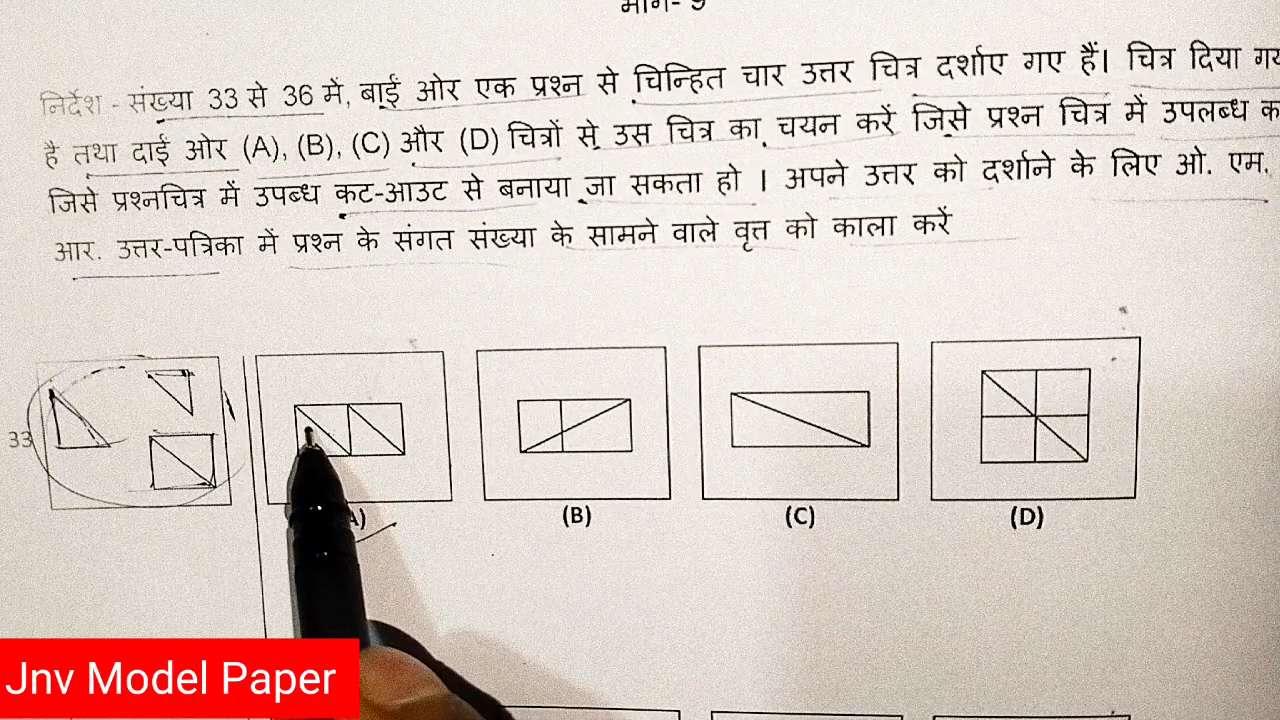 भाग- 9
निर्देश - संख्या 33 से 36 में, बाईं ओर एक प्रश्न से चिन्हित चार उत्तर चित्र दर्शाए गए हैं। चित्र दिया
है तथा दाईं ओर (A), (B), (C) और (D) चित्रों से उस चित्र का चयन करें जिसे प्रश्न चित्र में उपलब्ध
जिसे प्रश्नचित्र में उपब्ध कट-आउट से बनाया जा सकता हो । अपने उत्तर को दर्शाने के लिए ओ. एम.
आर. उत्तर-पत्रिका में प्रश्न के संगत संख्या के सामने वाले वृत्त को काला करें
33
(B) (C) (D)
Jnv Model Paper